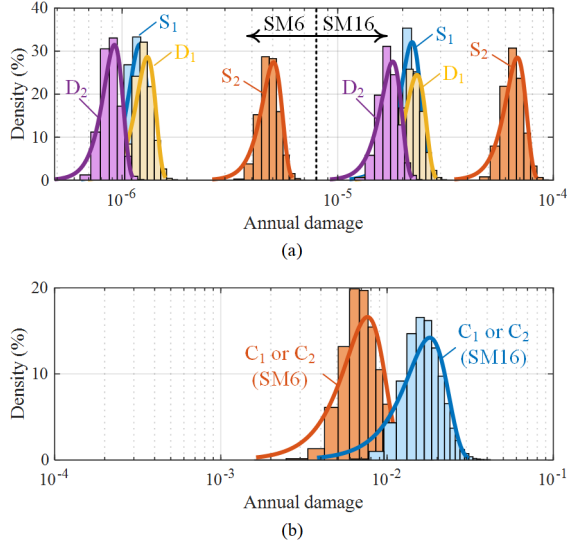 40
30
20
10
0
Density (%)
SM6 SM16
S₁
D₁
D₂
S₂
S₁
D₁
D₂
S₂
10⁻⁶ 10⁻⁵ 10⁻⁴
Annual damage
(a)
20
10
0
Density (%)
C₁ or C₂
(SM6)
C₁ or C₂
(SM16)
10⁻⁴ 10⁻³ 10⁻² 10⁻¹
Annual damage
(b)